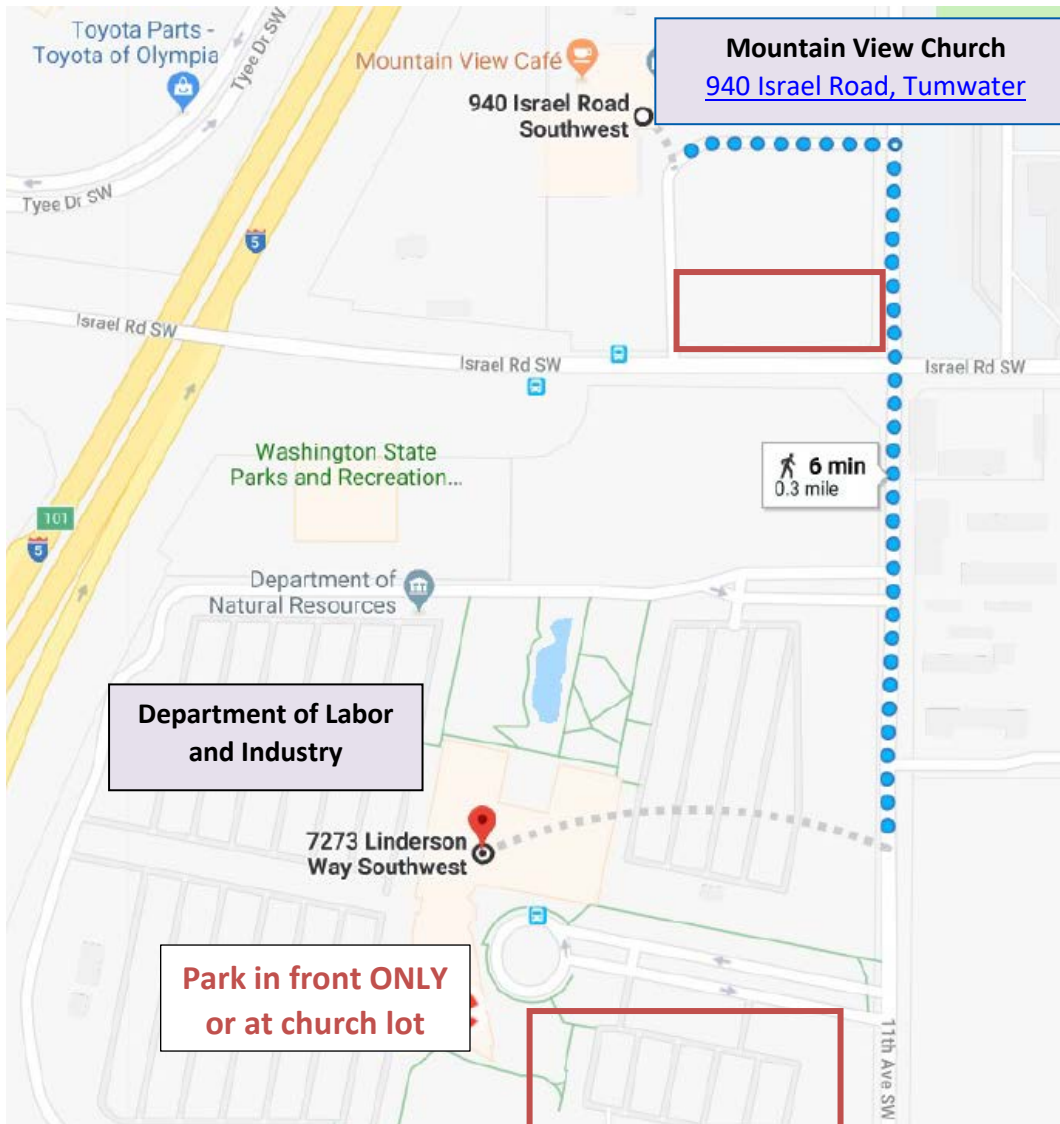 Toyota Parts -
Toyota of Olympia
Tyee Dr SW
Mountain View Café
940 Israel Road
Southwest
Mountain View Church
940 Israel Road, Tumwater
Tyee Dr SW
5
Israel Rd SW
Israel Rd SW
Israel Rd SW
Washington State
Parks and Recreation...
6 min
0.3 mile
101
5
Department of
Natural Resources
Department of Labor
and Industry
7273 Linderson
Way Southwest
Park in front ONLY
or at church lot
11th Ave SW